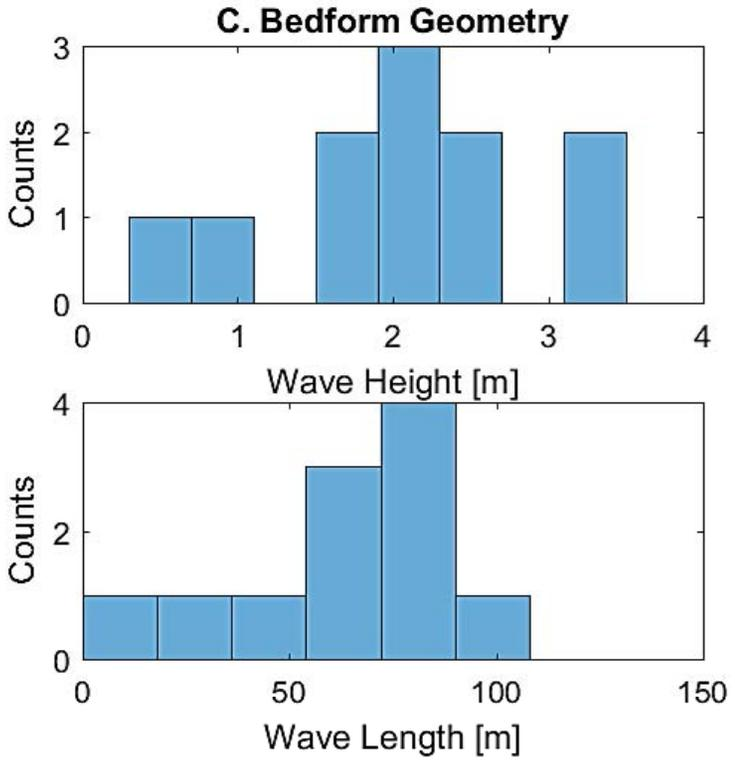 C. Bedform Geometry
3
2
1
0
Counts
0 1 2 3 4
Wave Height [m]
4
2
0
Counts
0 50 100 150
Wave Length [m]